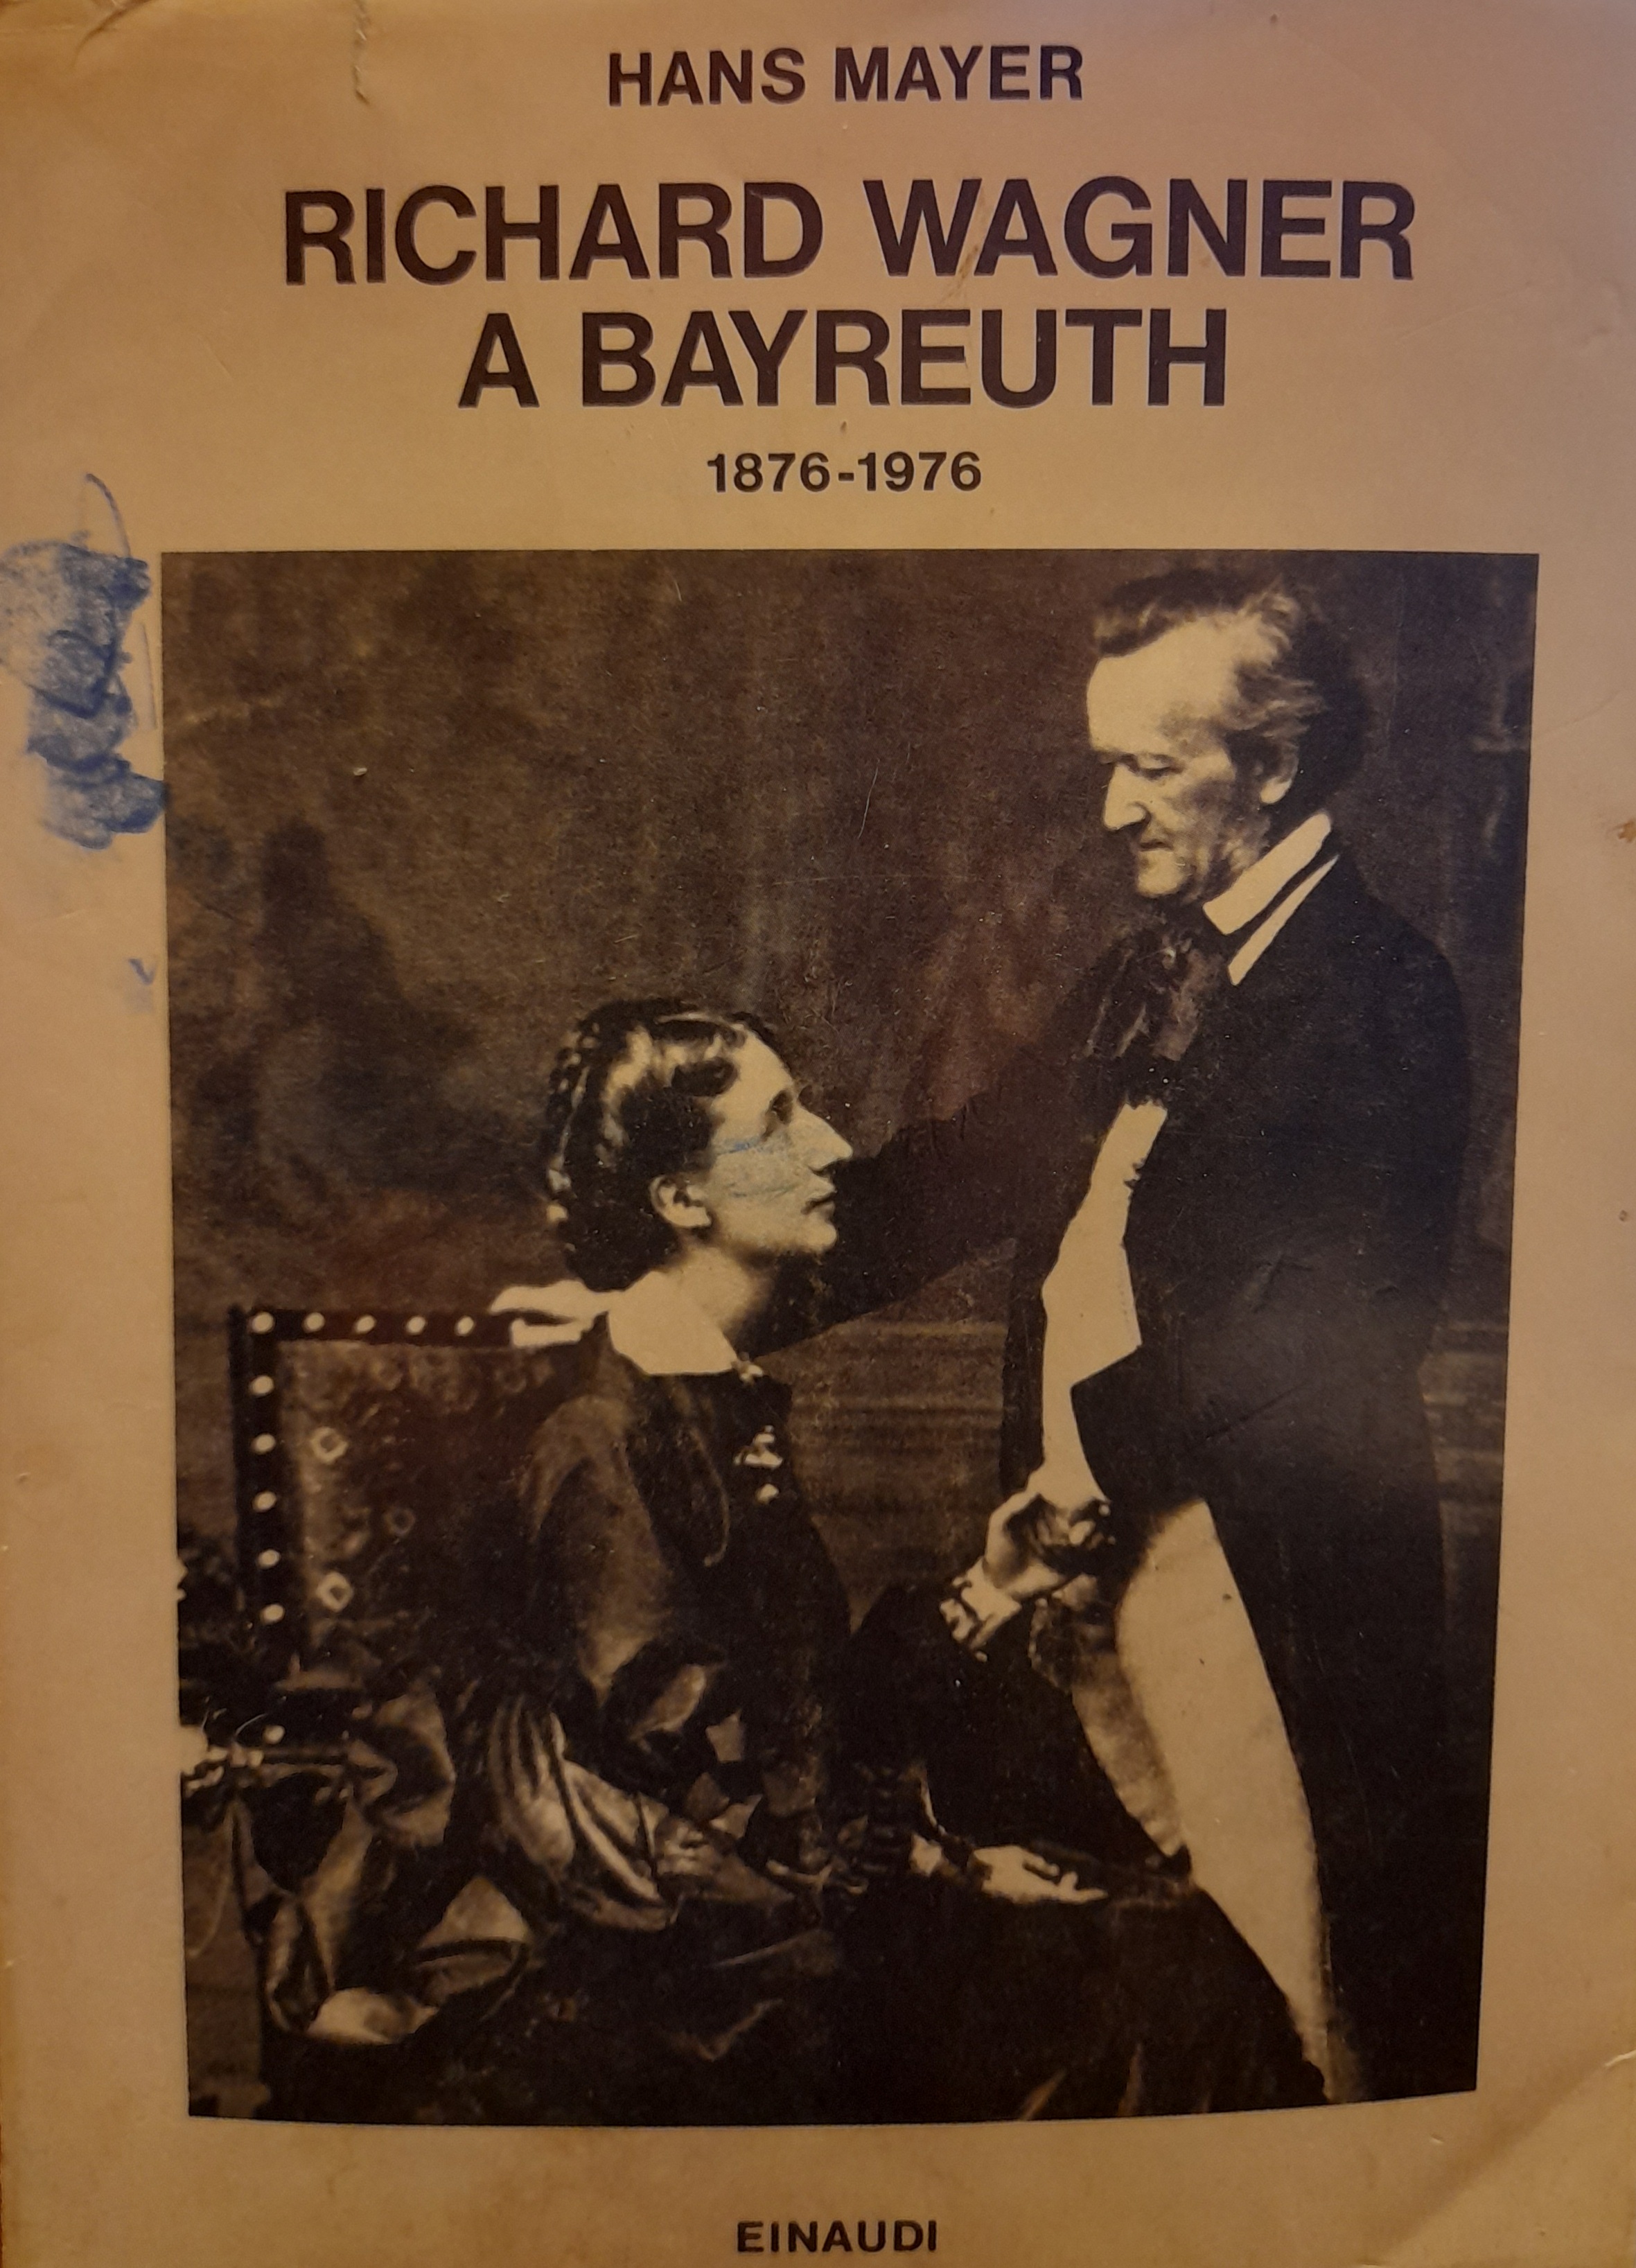 HANS MAYER
RICHARD WAGNER
A BAYREUTH
1876-1976
EINAUDI